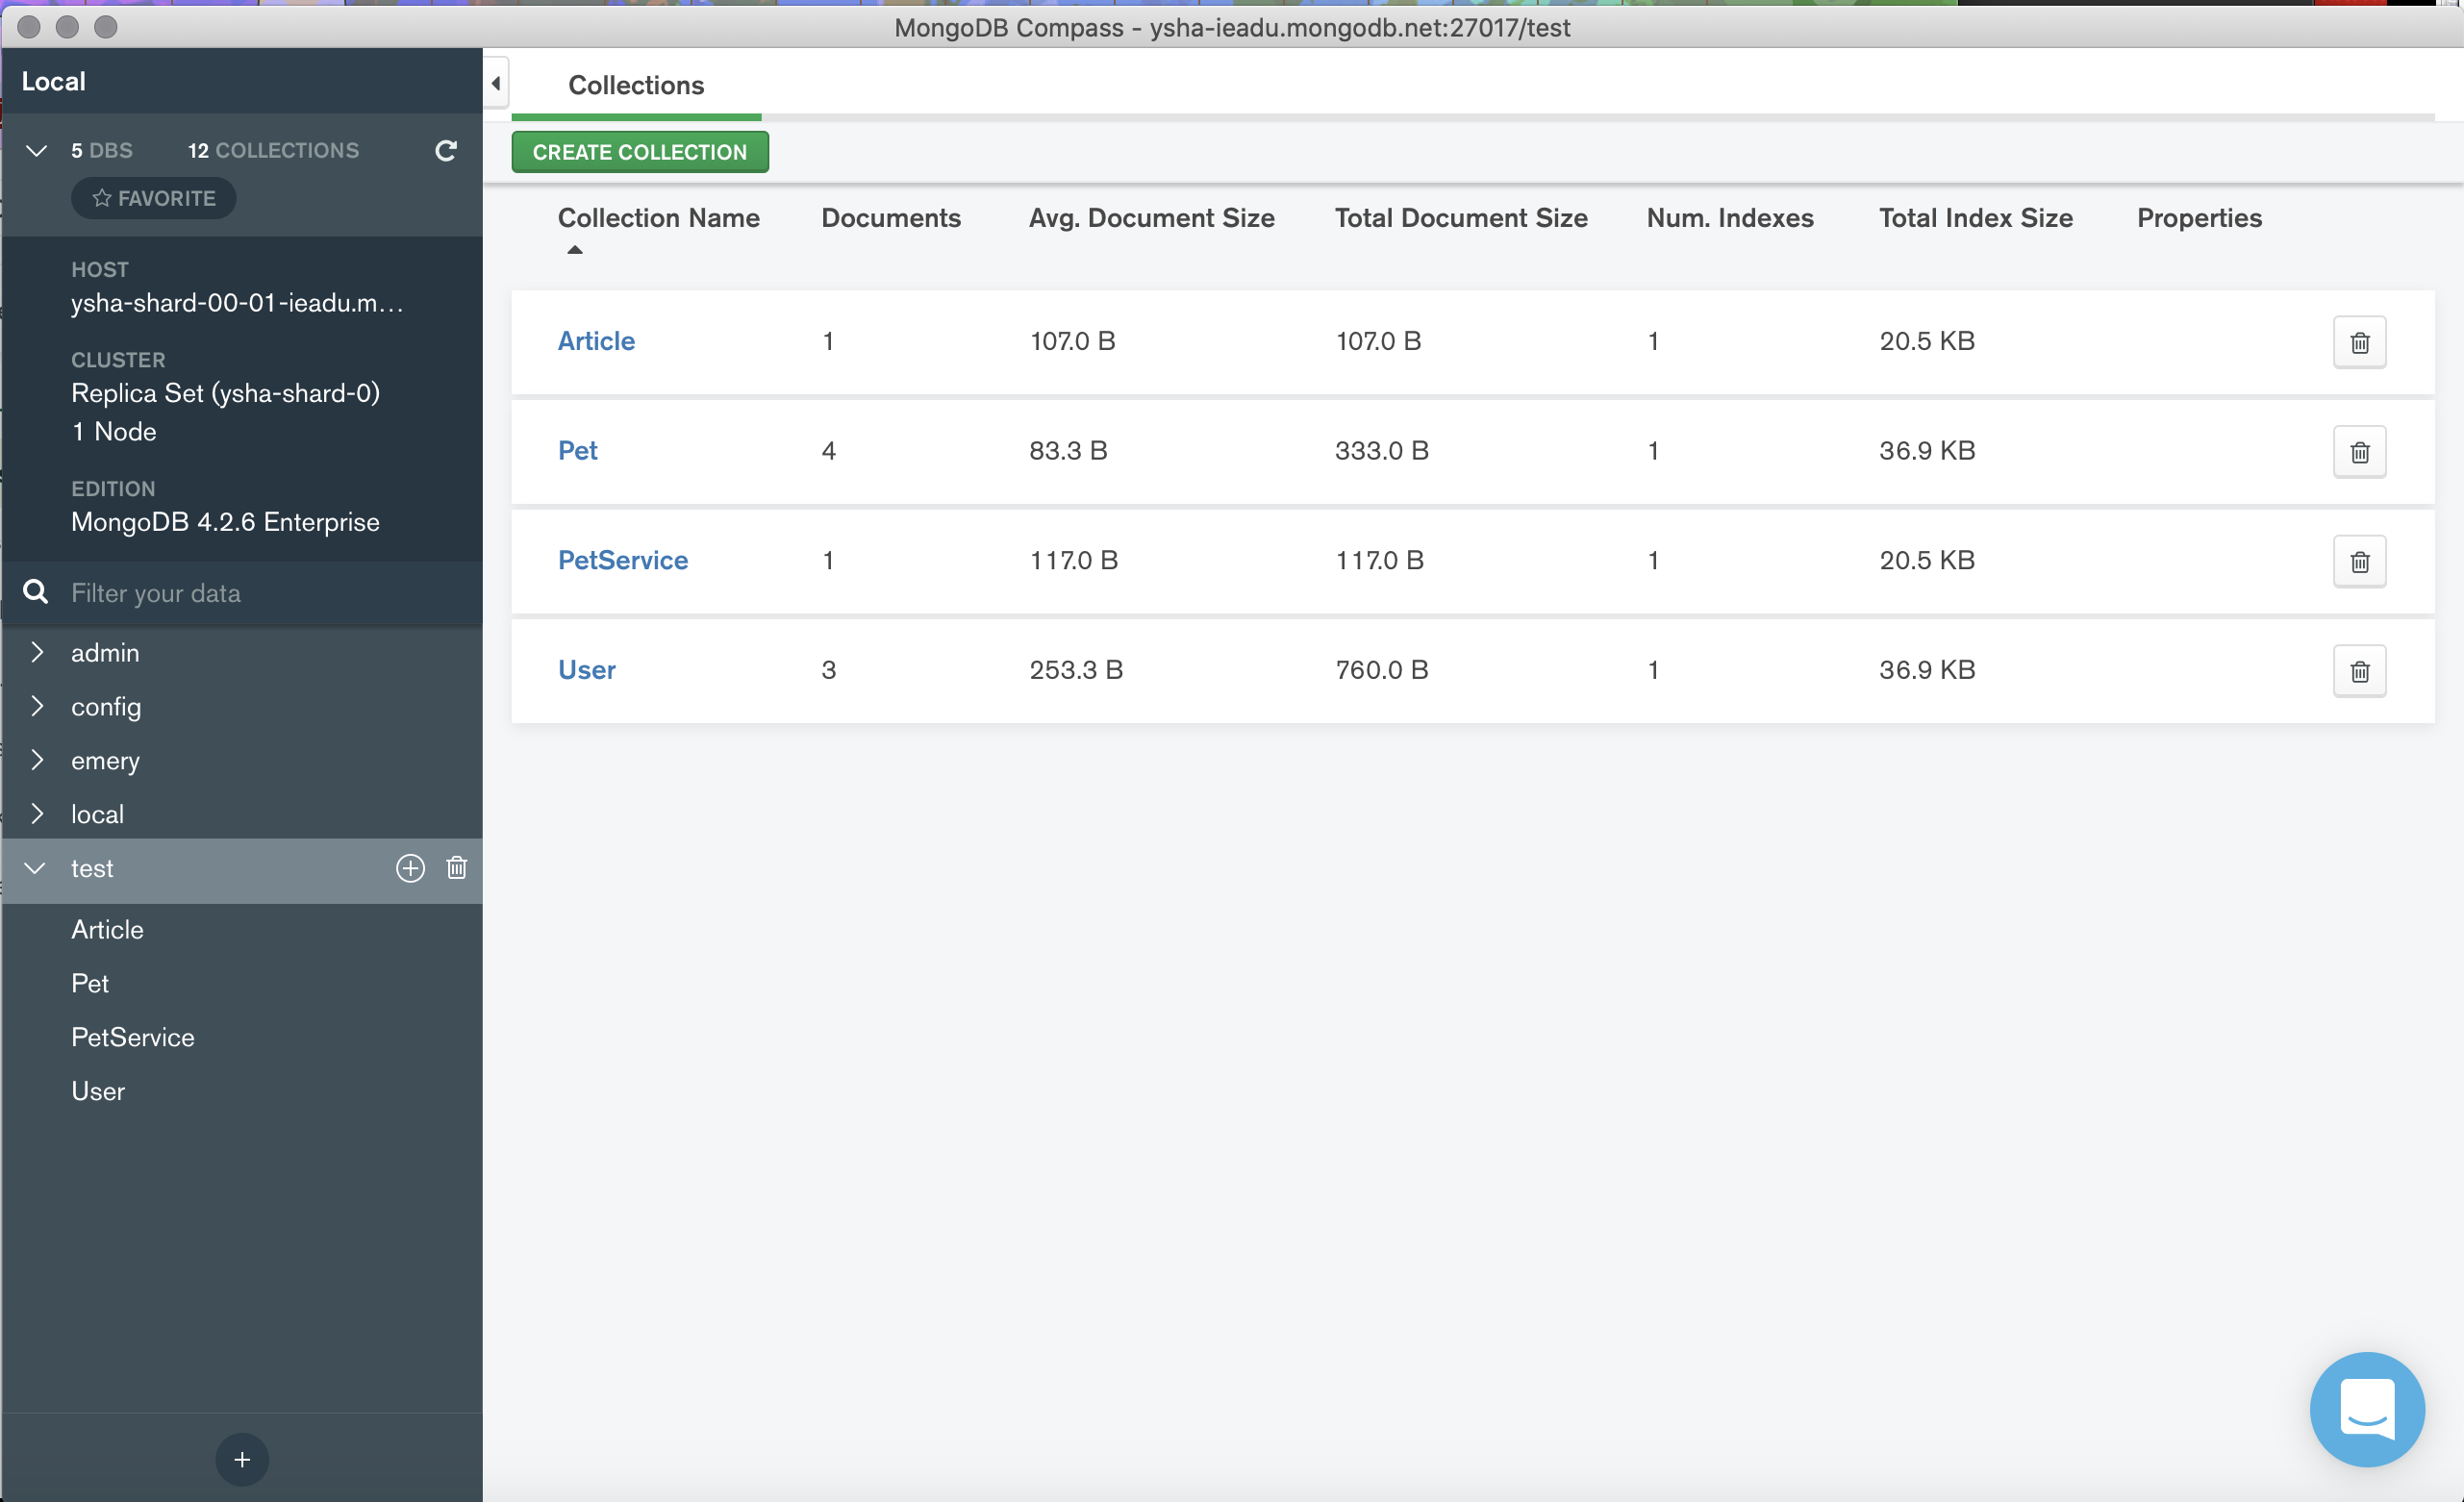 MongoDB Compass - ysha-ieadu.mongodb.net:27017/test
Local
5 DBS 12 COLLECTIONS
FAVORITE
HOST
ysha-shard-00-01-ieadu.m...
CLUSTER
Replica Set (ysha-shard-0)
1 Node
EDITION
MongoDB 4.2.6 Enterprise
Filter your data
admin
config
emery
local
test
Article
Pet
PetService
User
Collections
CREATE COLLECTION
Collection Name Documents Avg. Document Size Total Document Size Num. Indexes Total Index Size Properties
Article 1 107.0 B 107.0 B 1 20.5 KB
Pet 4 83.3 B 333.0 B 1 36.9 KB
PetService 1 117.0 B 117.0 B 1 20.5 KB
User 3 253.3 B 760.0 B 1 36.9 KB